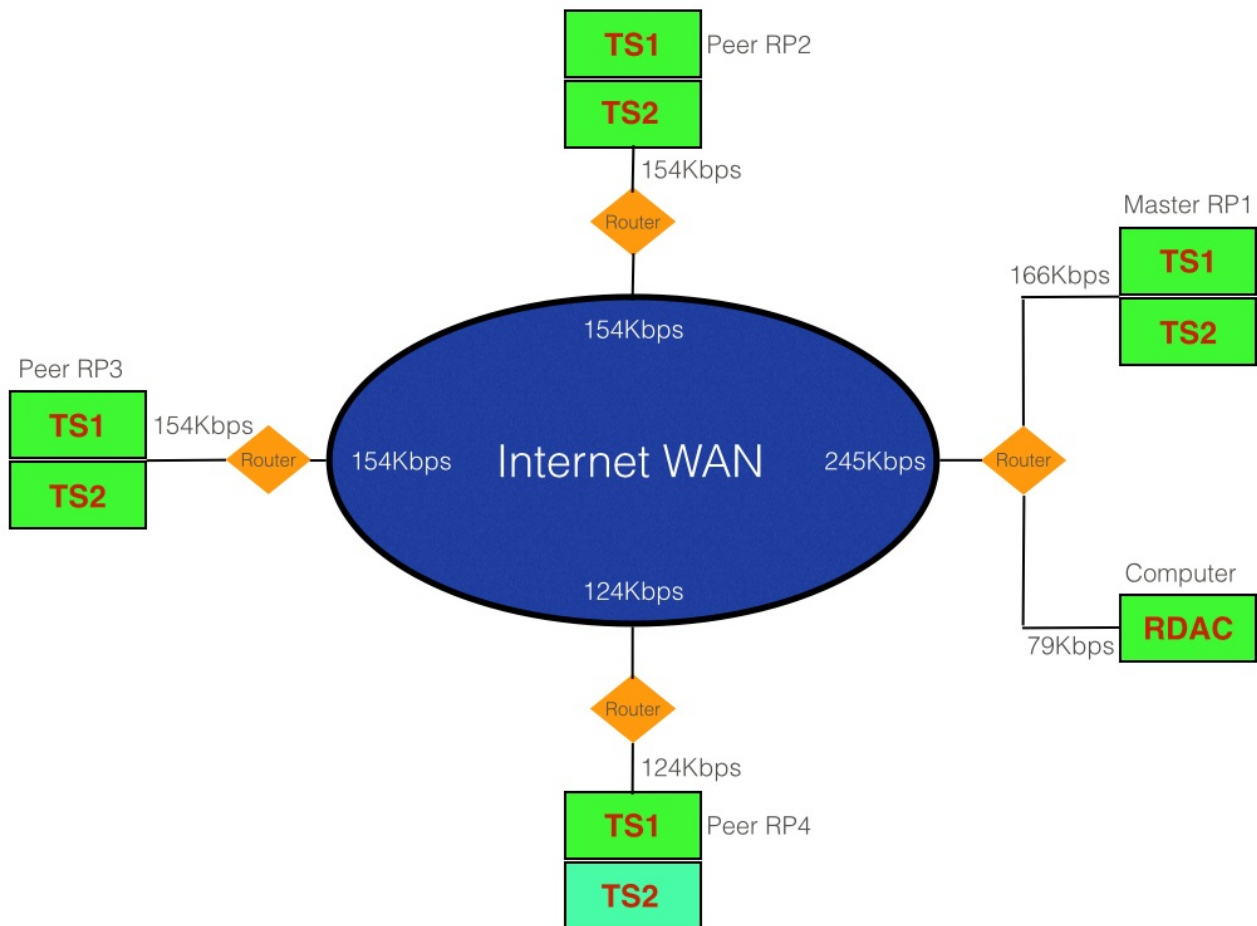 TS1
Peer RP2
TS2
154Kbps
Router
Master RP1
TS1
166Kbps
TS2
154Kbps
Peer RP3
TS1
154Kbps
Router
154Kbps
Internet WAN
245Kbps
Router
TS2
124Kbps
Computer
RDAC
79Kbps
Router
124Kbps
TS1
Peer RP4
TS2